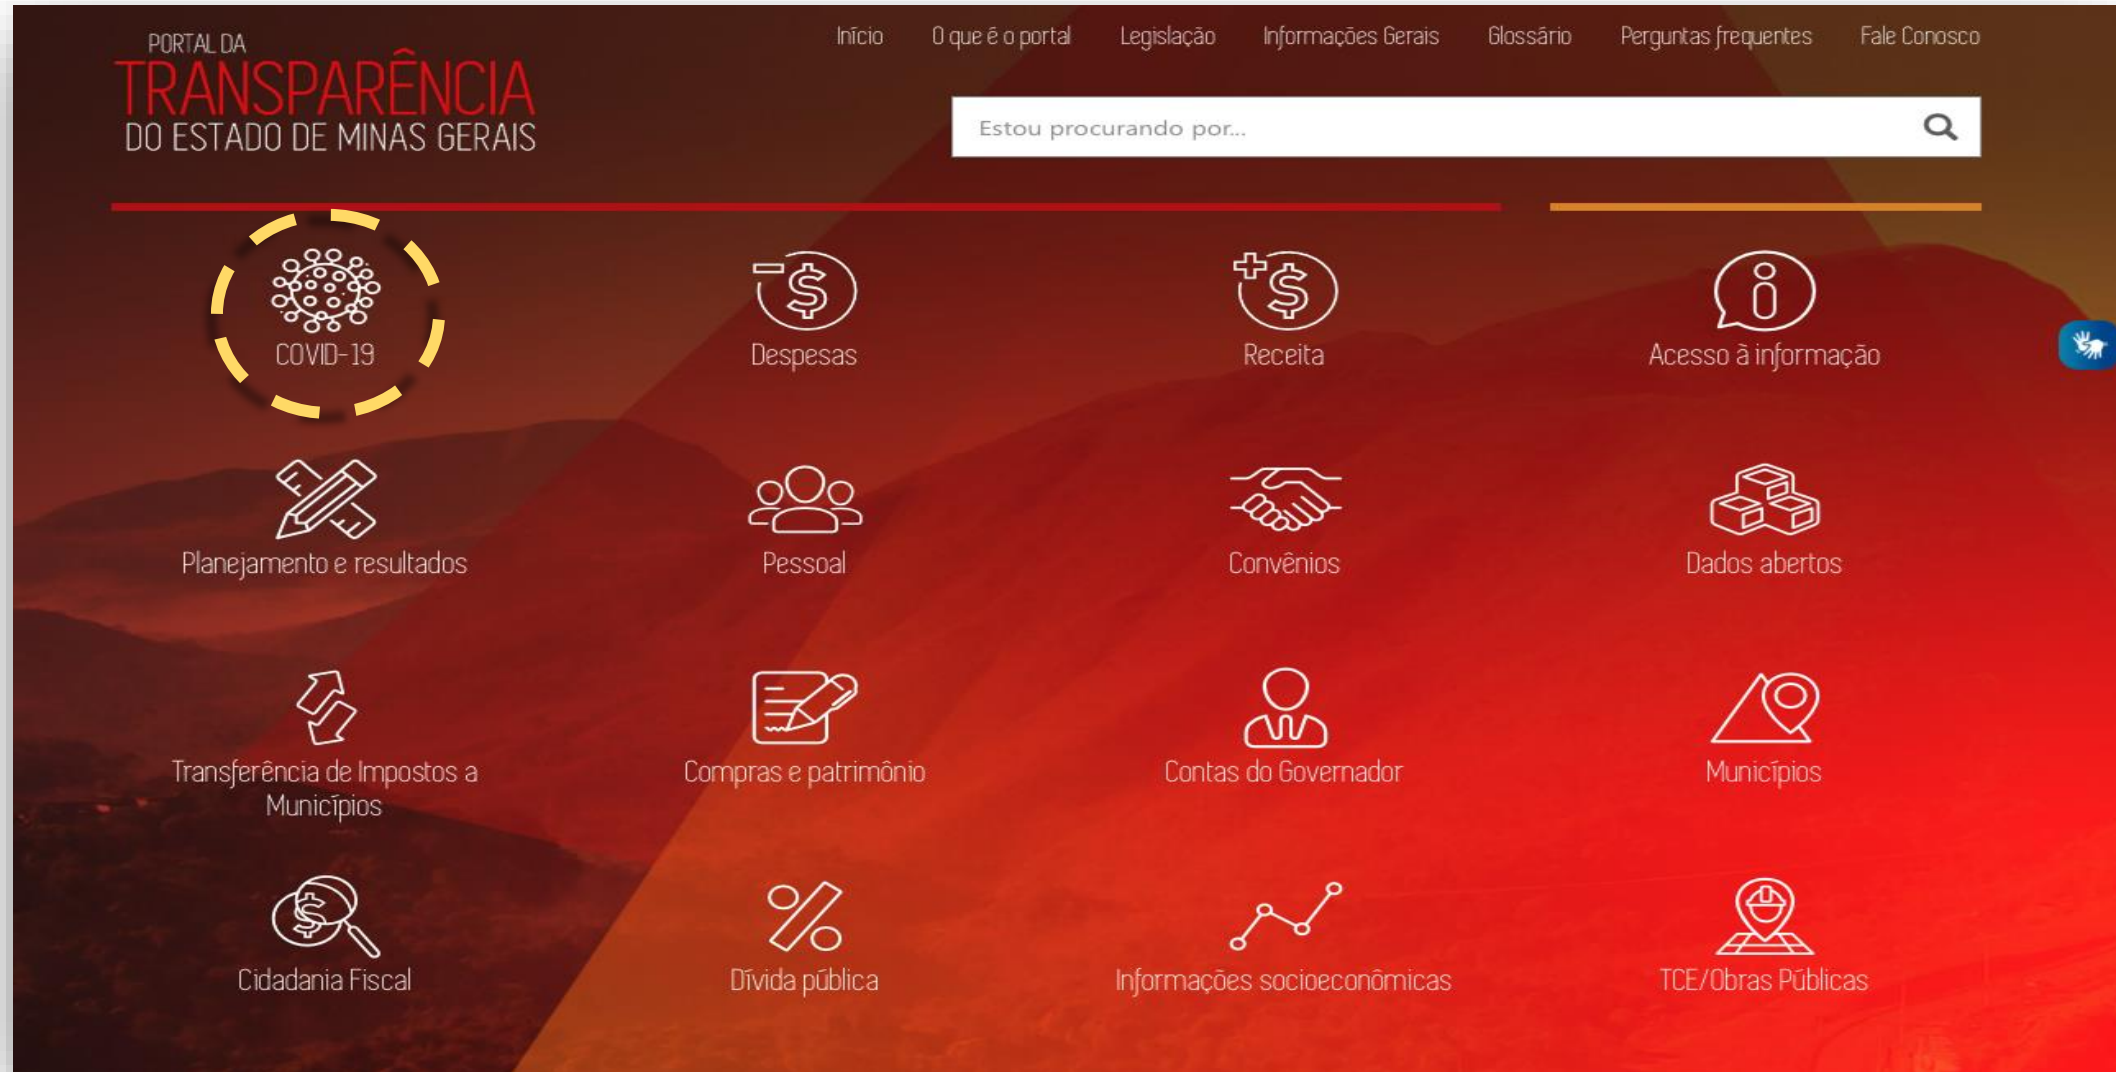 PORTAL DA
TRANSPARÊNCIA
DO ESTADO DE MINAS GERAIS
Início O que é o portal Legislação Informações Gerais Glossário Perguntas frequentes Fale Conosco
Estou procurando por...
COVID-19 Despesas Receita Acesso à informação
Planejamento e resultados Pessoal Convênios Dados abertos
Transferência de Impostos a Municípios Compras e patrimônio Contas do Governador Municípios
Cidadania Fiscal Dívida pública Informações socioeconômicas TCE/Obras Públicas